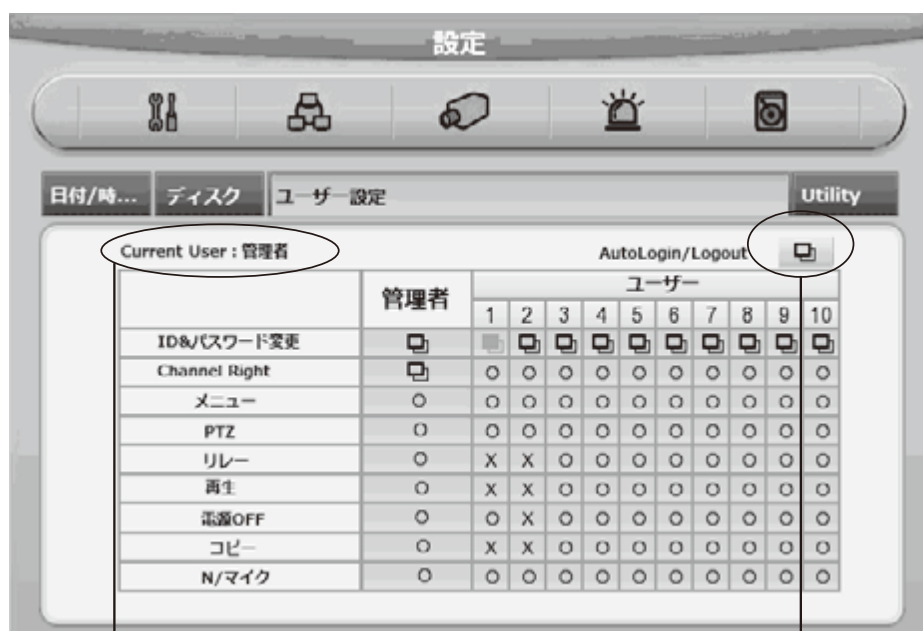 設定
日付/時... ディスク ユーザー設定 Utility
Current User : 管理者 AutoLogin/Logout
管理者 ユーザー
1 2 3 4 5 6 7 8 9 10
ID&パスワード変更
Channel Right O O O O O O O O O O
メニュー O O O O O O O O O O O
PTZ O O O O O O O O O O O
リレー O X X O O O O O O O O
再生 O X X O O O O O O O O
電源OFF O O X O O O O O O O O
コピー O X X O O O O O O O O
N/マイク O O O O O O O O O O O